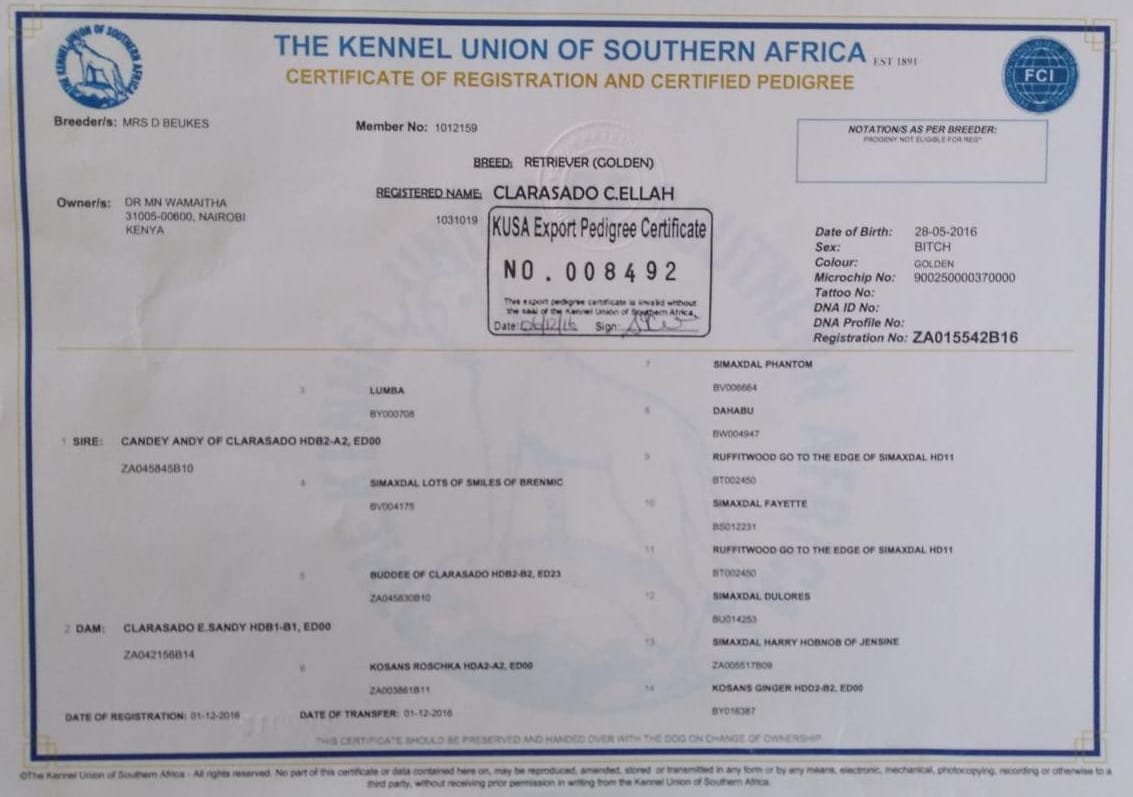 THE KENNEL UNION OF SOUTHERN AFRICA EST 1891
CERTIFICATE OF REGISTRATION AND CERTIFIED PEDIGREE
FCI
Breeder/s: MRS D BEUKES
Member No: 1012159
NOTATION/S AS PER BREEDER:
PROGENY NOT ELIGIBLE FOR REG*
BREED: RETRIEVER (GOLDEN)
REGISTERED NAME: CLARASADO C.ELLAH
Owner/s: DR MN WAMAITHA
31005-00600, NAIROBI
KENYA
1031019
KUSA Export Pedigree Certificate
NO. 008492
This export pedigree certificate is invalid without
the seal of the Kennel Union of Southern Africa.
Date: 06/12/16 Sign:
Date of Birth: 28-05-2016
Sex: BITCH
Colour: GOLDEN
Microchip No: 900250000370000
Tattoo No:
DNA ID No:
DNA Profile No:
Registration No: ZA015542B16
7 SIMAXDAL PHANTOM
BV006664
3 LUMBA
BY000708
8 DAHABU
BW004947
1 SIRE: CANDEY ANDY OF CLARASADO HDB2-A2, ED00
ZA045845B10
9 RUFFITWOOD GO TO THE EDGE OF SIMAXDAL HD11
BT002450
4 SIMAXDAL LOTS OF SMILES OF BRENMIC
BV004175
10 SIMAXDAL FAYETTE
BS012231
11 RUFFITWOOD GO TO THE EDGE OF SIMAXDAL HD11
BT002450
5 BUDDEE OF CLARASADO HDB2-B2, ED23
ZA045830B10
12 SIMAXDAL DULORES
BU014253
2 DAM: CLARASADO E.SANDY HDB1-B1, ED00
ZA042156B14
13 SIMAXDAL HARRY HOBNOB OF JENSINE
ZA005517B09
6 KOSANS ROSCHKA HDA2-A2, ED00
ZA003861B11
14 KOSANS GINGER HDD2-B2, ED00
BY016387
DATE OF REGISTRATION: 01-12-2016
DATE OF TRANSFER: 01-12-2016
THIS CERTIFICATE SHOULD BE PRESERVED AND HANDED OVER WITH THE DOG ON CHANGE OF OWNERSHIP
©The Kennel Union of Southern Africa - All rights reserved. No part of this certificate or data contained here on, may be reproduced, amended, stored or transmitted in any form or by any means, electronic, mechanical, photocopying, recording or otherwise to a
third party, without receiving prior permission in writing from the Kennel Union of Southern Africa.